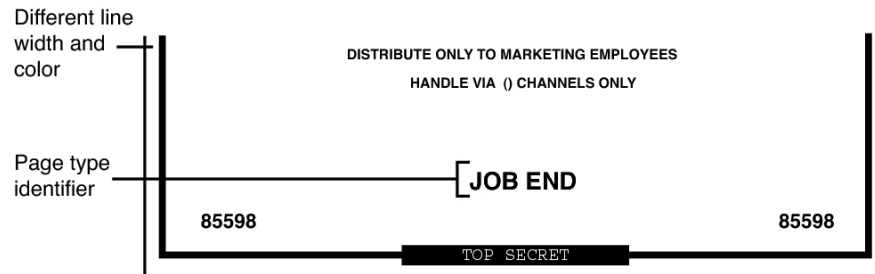 Different line
width and
color
DISTRIBUTE ONLY TO MARKETING EMPLOYEES
HANDLE VIA () CHANNELS ONLY
Page type
identifier
JOB END
85598 85598
TOP SECRET